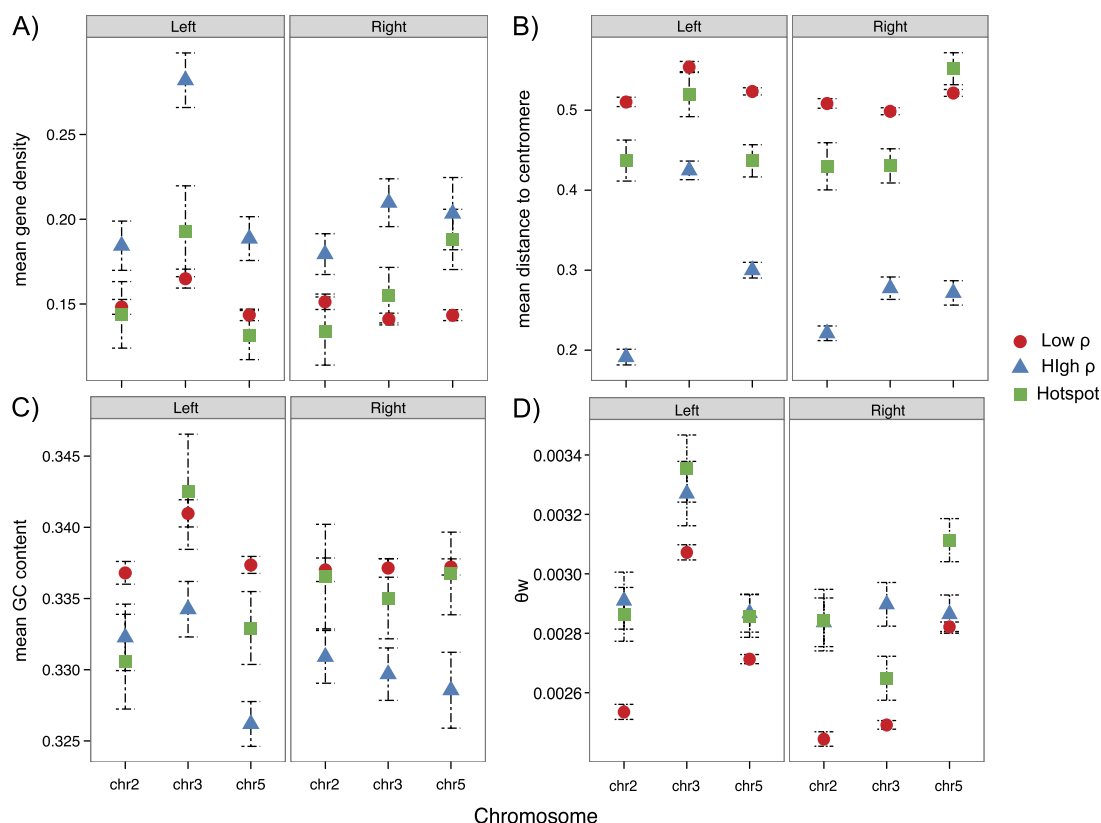 A)
Left Right
mean gene density
0.25
0.20
0.15
B)
Left Right
mean distance to centromere
0.5
0.4
0.3
0.2
Low ρ
HIgh ρ
Hotspot
C)
Left Right
mean GC content
0.345
0.340
0.335
0.330
0.325
chr2 chr3 chr5 chr2 chr3 chr5
D)
Left Right
θw
0.0034
0.0032
0.0030
0.0028
0.0026
chr2 chr3 chr5 chr2 chr3 chr5
Chromosome